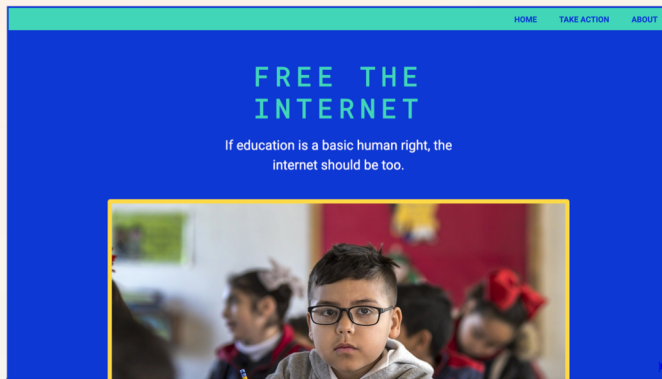 HOME TAKE ACTION ABOUT
FREE THE
INTERNET
If education is a basic human right, the
internet should be too.